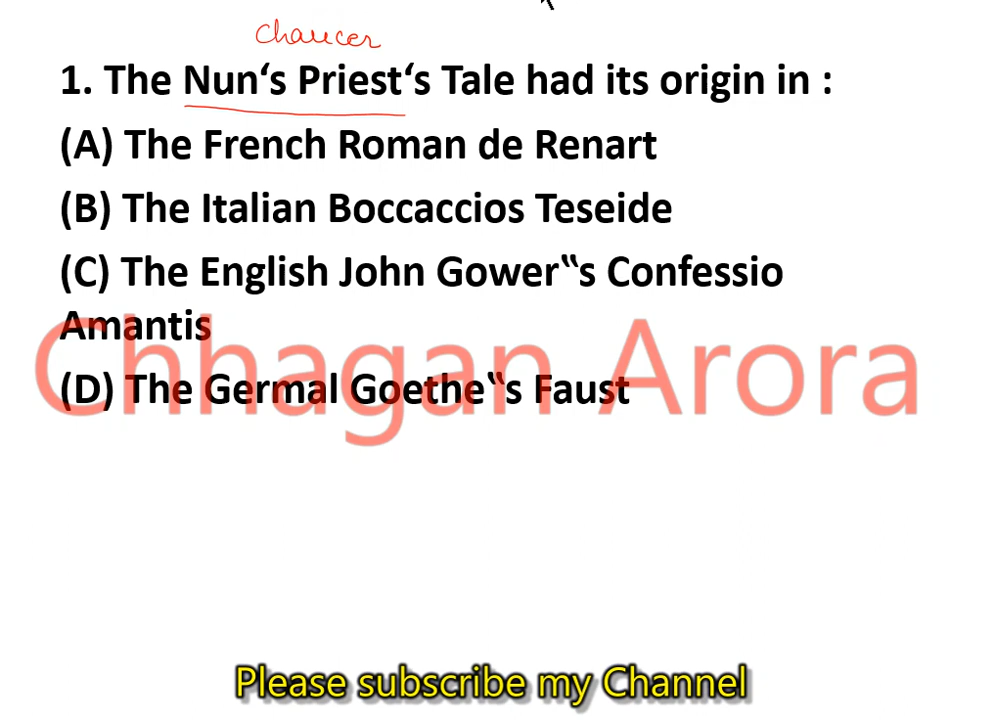 Chaucer
1. The Nun‘s Priest‘s Tale had its origin in :
(A) The French Roman de Renart
(B) The Italian Boccaccios Teseide
(C) The English John Gower‟s Confessio
Amantis
Chhagan Arora
(D) The Germal Goethe‟s Faust
Please subscribe my Channel